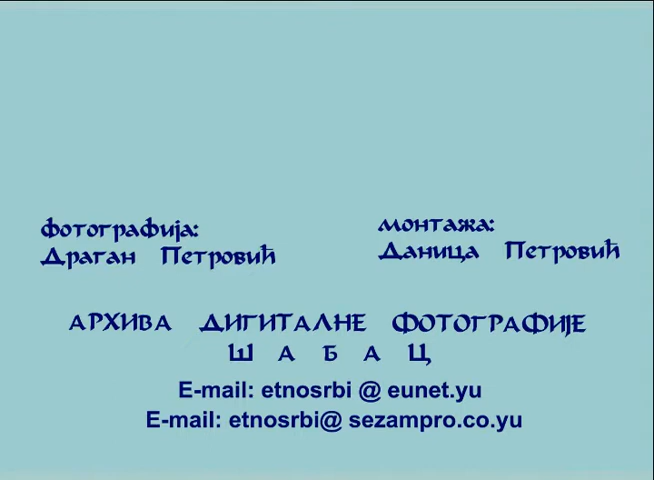 фотографија:
Драган Петровић
монтажа:
Даница Петровић
АРХИВА ДИГИТАЛНЕ ФОТОГРАФИЈЕ
Ш А Б А Ц
E-mail: etnosrbi @ eunet.yu
E-mail: etnosrbi@ sezampro.co.yu